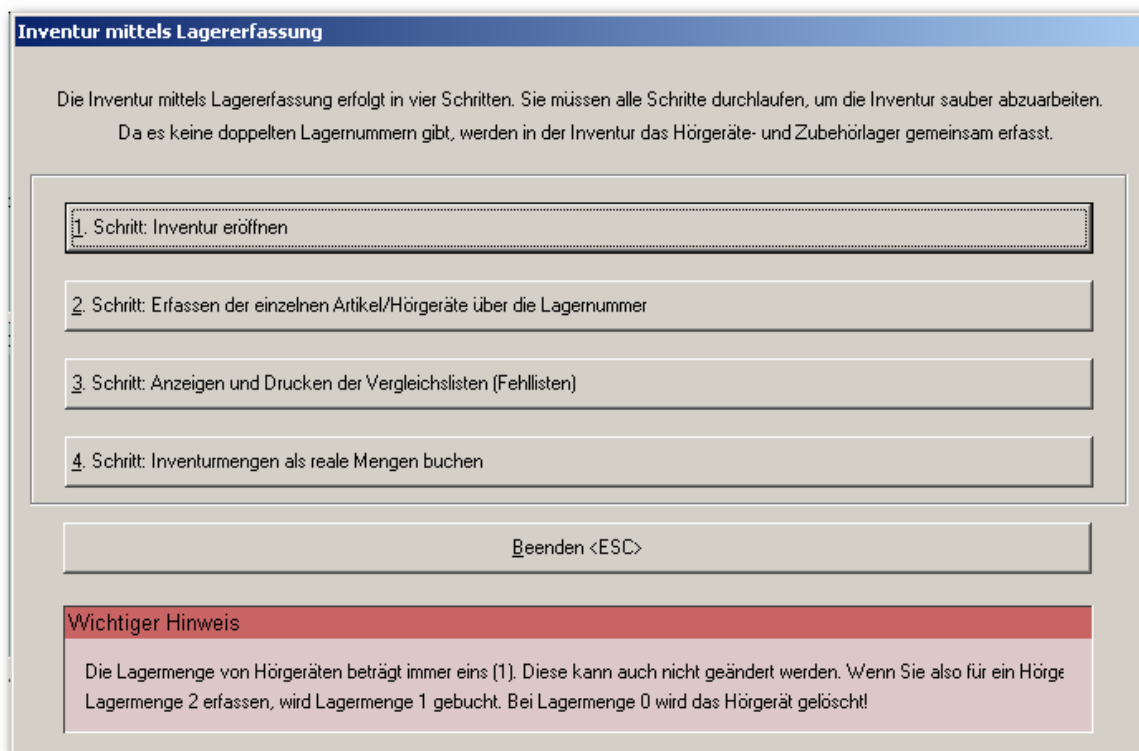 Inventur mittels Lagererfassung
Die Inventur mittels Lagererfassung erfolgt in vier Schritten. Sie müssen alle Schritte durchlaufen, um die Inventur sauber abzuarbeiten.
Da es keine doppelten Lagernummern gibt, werden in der Inventur das Hörgeräte- und Zubehörlager gemeinsam erfasst.
1. Schritt: Inventur eröffnen
2. Schritt: Erfassen der einzelnen Artikel/Hörgeräte über die Lagernummer
3. Schritt: Anzeigen und Drucken der Vergleichslisten (Fehllisten)
4. Schritt: Inventurmengen als reale Mengen buchen
Beenden <ESC>
Wichtiger Hinweis
Die Lagermenge von Hörgeräten beträgt immer eins (1). Diese kann auch nicht geändert werden. Wenn Sie also für ein Hörge
Lagermenge 2 erfassen, wird Lagermenge 1 gebucht. Bei Lagermenge 0 wird das Hörgerät gelöscht!